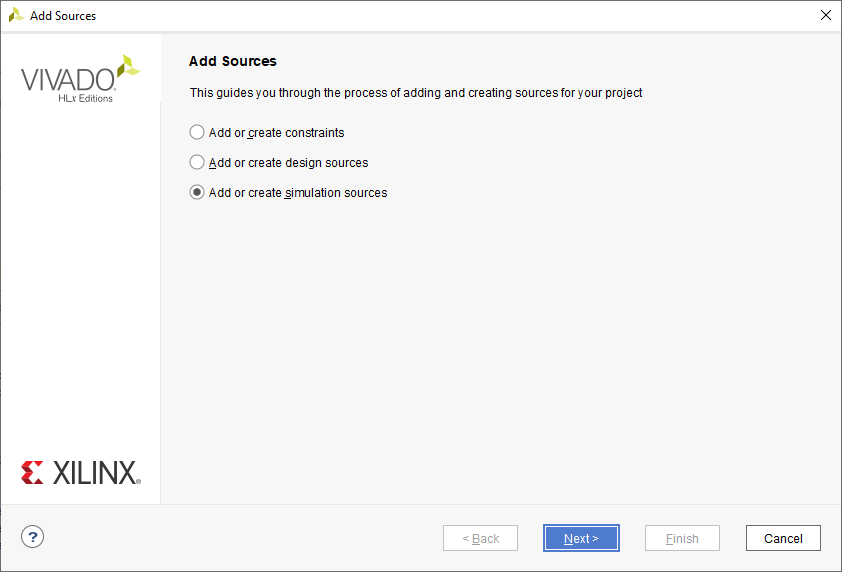 Add Sources
VIVADO
HLx Editions
Add Sources
This guides you through the process of adding and creating sources for your project
Add or create constraints
Add or create design sources
Add or create simulation sources
XILINX®
?
< Back
Next >
Finish
Cancel